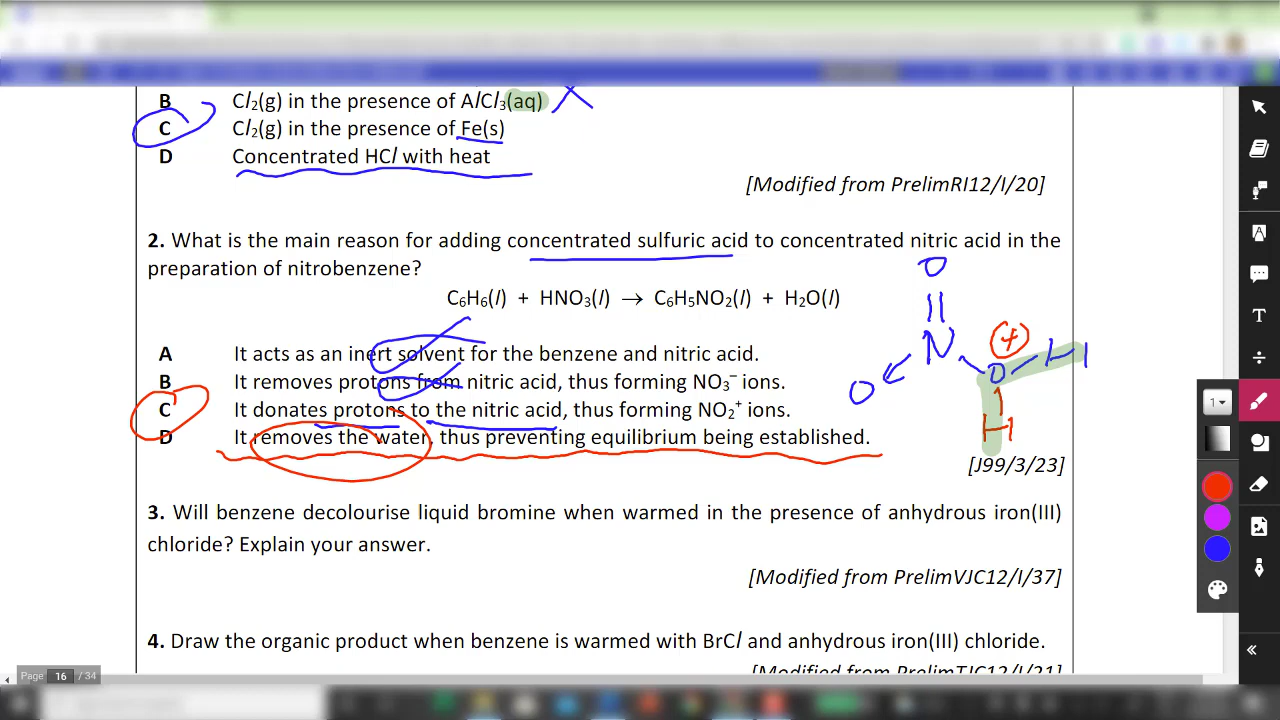 B Cl₂(g) in the presence of AlCl₃(aq)
C Cl₂(g) in the presence of Fe(s)
D Concentrated HCl with heat
[Modified from PrelimRI12/I/20]
2. What is the main reason for adding concentrated sulfuric acid to concentrated nitric acid in the
preparation of nitrobenzene?
C₆H₆(l) + HNO₃(l) → C₆H₅NO₂(l) + H₂O(l)
A It acts as an inert solvent for the benzene and nitric acid.
B It removes protons from nitric acid, thus forming NO₃⁻ ions.
C It donates protons to the nitric acid, thus forming NO₂⁺ ions.
D It removes the water, thus preventing equilibrium being established.
[J99/3/23]
O
N
+
O
O
H
H
3. Will benzene decolourise liquid bromine when warmed in the presence of anhydrous iron(III)
chloride? Explain your answer.
[Modified from PrelimVJC12/I/37]
4. Draw the organic product when benzene is warmed with BrCl and anhydrous iron(III) chloride.
[Modified from PrelimTJC12/I/21]
Page 16 / 34
1
T